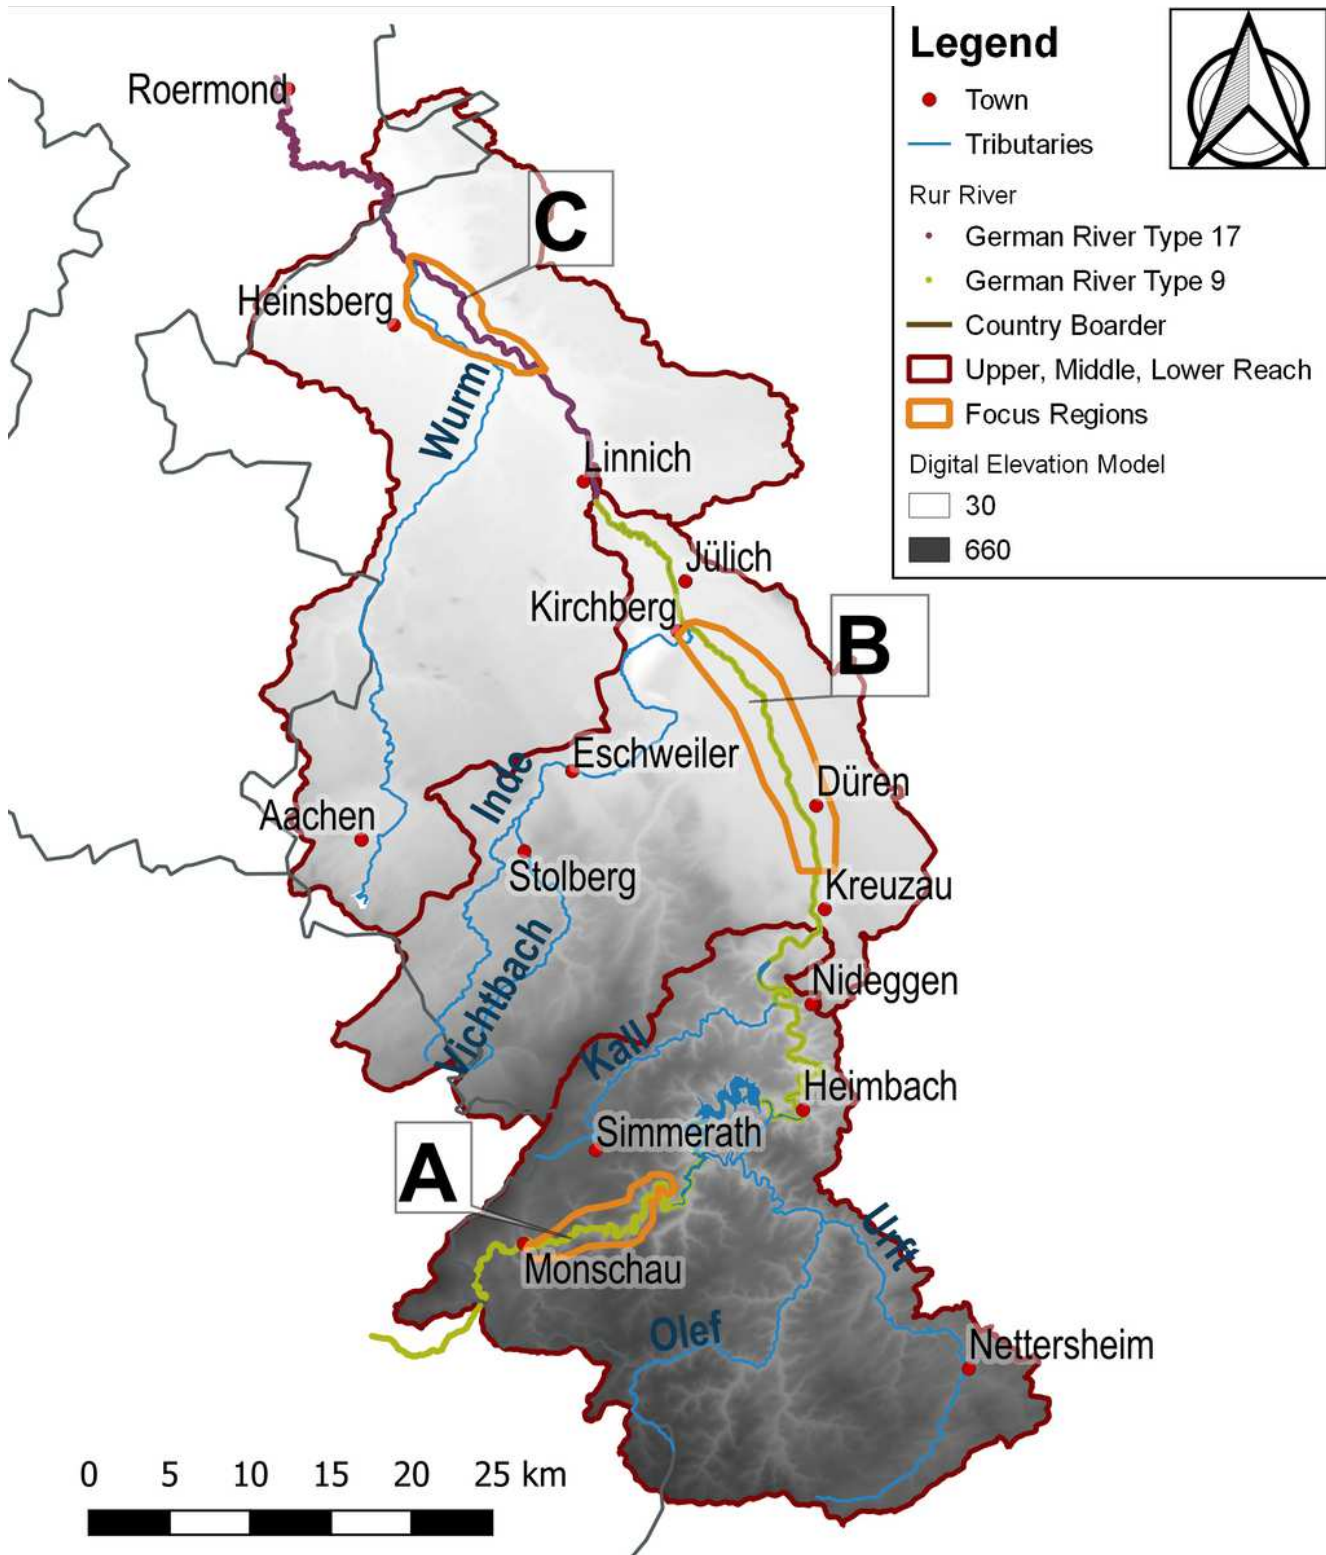 Legend
Town
Tributaries
Rur River
German River Type 17
German River Type 9
Country Boarder
Upper, Middle, Lower Reach
Focus Regions
Digital Elevation Model
30
660
Roermond
C
Heinsberg
Wurm
Linnich
Jülich
Kirchberg
B
Eschweiler
Inde
Düren
Aachen
Stolberg
Kreuzau
Vichtbach
Nideggen
Kall
Heimbach
Simmerath
A
Urft
Monschau
Olef
Nettersheim
0 5 10 15 20 25 km